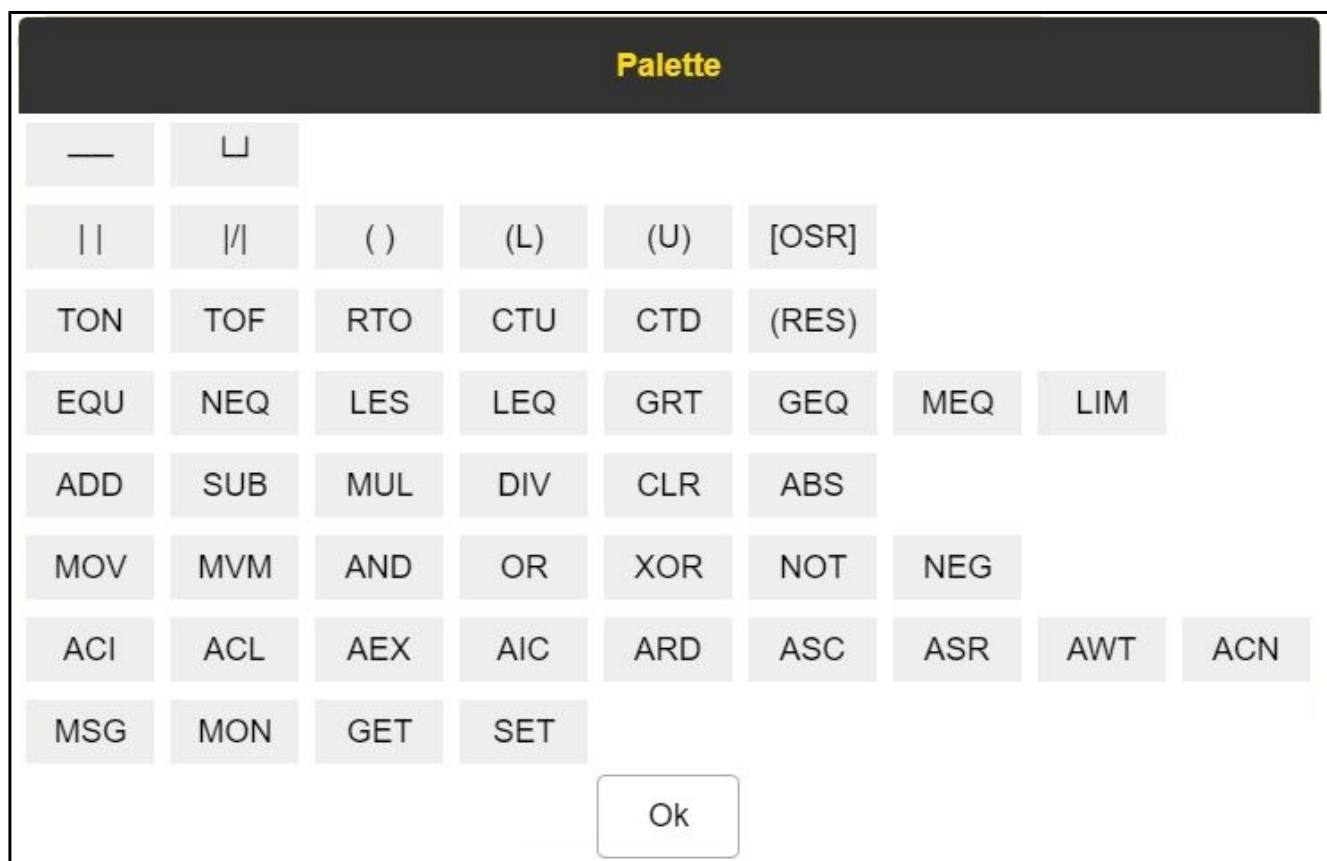 Palette
── └┘
| | |/| ( ) (L) (U) [OSR]
TON TOF RTO CTU CTD (RES)
EQU NEQ LES LEQ GRT GEQ MEQ LIM
ADD SUB MUL DIV CLR ABS
MOV MVM AND OR XOR NOT NEG
ACI ACL AEX AIC ARD ASC ASR AWT ACN
MSG MON GET SET
Ok